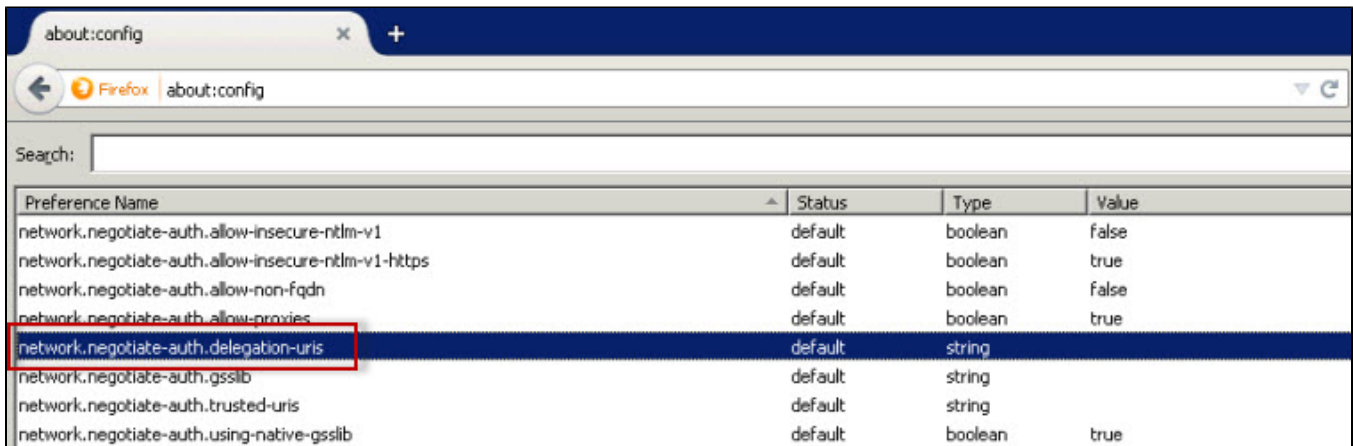 about:config
Firefox about:config
Search:
Preference Name Status Type Value
network.negotiate-auth.allow-insecure-ntlm-v1 default boolean false
network.negotiate-auth.allow-insecure-ntlm-v1-https default boolean true
network.negotiate-auth.allow-non-fqdn default boolean false
network.negotiate-auth.allow-proxies default boolean true
network.negotiate-auth.delegation-uris default string
network.negotiate-auth.gsslib default string
network.negotiate-auth.trusted-uris default string
network.negotiate-auth.using-native-gsslib default boolean true